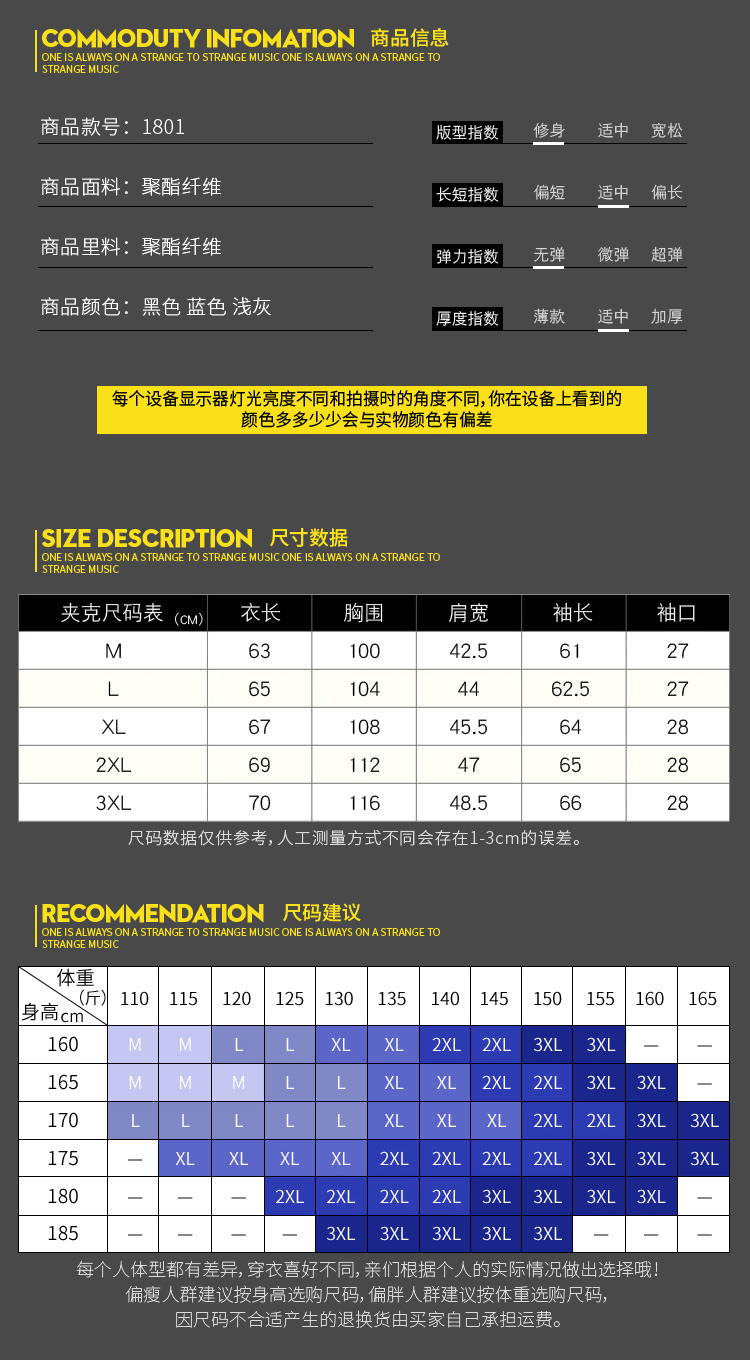 COMMODUTY INFOMATION 商品信息
ONE IS ALWAYS ON A STRANGE TO STRANGE MUSIC ONE IS ALWAYS ON A STRANGE TO
STRANGE MUSIC
商品款号：1801
版型指数 修身 适中 宽松
商品面料：聚酯纤维
长短指数 偏短 适中 偏长
商品里料：聚酯纤维
弹力指数 无弹 微弹 超弹
商品颜色：黑色 蓝色 浅灰
厚度指数 薄款 适中 加厚
每个设备显示器灯光亮度不同和拍摄时的角度不同，你在设备上看到的
颜色多多少少会与实物颜色有偏差
SIZE DESCRIPTION 尺寸数据
ONE IS ALWAYS ON A STRANGE TO STRANGE MUSIC ONE IS ALWAYS ON A STRANGE TO
STRANGE MUSIC
夹克尺码表（CM） 衣长 胸围 肩宽 袖长 袖口
M 63 100 42.5 61 27
L 65 104 44 62.5 27
XL 67 108 45.5 64 28
2XL 69 112 47 65 28
3XL 70 116 48.5 66 28
尺码数据仅供参考，人工测量方式不同会存在1-3cm的误差。
RECOMMENDATION 尺码建议
ONE IS ALWAYS ON A STRANGE TO STRANGE MUSIC ONE IS ALWAYS ON A STRANGE TO
STRANGE MUSIC
体重（斤） 身高cm 110 115 120 125 130 135 140 145 150 155 160 165
160 M M L L XL XL 2XL 2XL 3XL 3XL — —
165 M M M L L XL XL 2XL 2XL 3XL 3XL —
170 L L L L L XL XL XL 2XL 2XL 3XL 3XL
175 — XL XL XL XL 2XL 2XL 2XL 2XL 3XL 3XL 3XL
180 — — — 2XL 2XL 2XL 2XL 3XL 3XL 3XL 3XL —
185 — — — — 3XL 3XL 3XL 3XL 3XL — — —
每个人体型都有差异，穿衣喜好不同，亲们根据个人的实际情况做出选择哦！
偏瘦人群建议按身高选购尺码，偏胖人群建议按体重选购尺码，
因尺码不合适产生的退换货由买家自己承担运费。